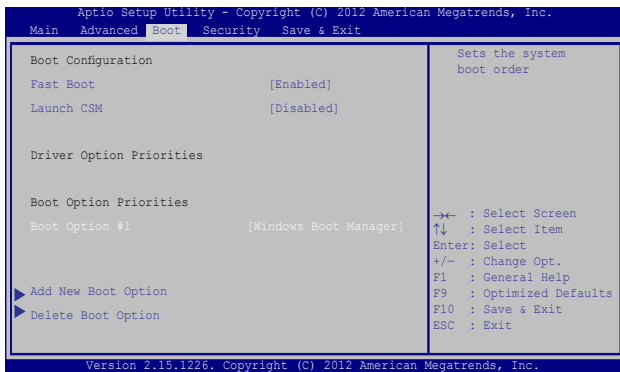 Aptio Setup Utility - Copyright (C) 2012 American Megatrends, Inc.
Main Advanced Boot Security Save & Exit
Boot Configuration
Fast Boot [Enabled]
Launch CSM [Disabled]
Driver Option Priorities
Boot Option Priorities
Boot Option #1 [Windows Boot Manager]
Add New Boot Option
Delete Boot Option
Sets the system
boot order
→← : Select Screen
↑↓ : Select Item
Enter: Select
+/— : Change Opt.
F1 : General Help
F9 : Optimized Defaults
F10 : Save & Exit
ESC : Exit
Version 2.15.1226. Copyright (C) 2012 American Megatrends, Inc.